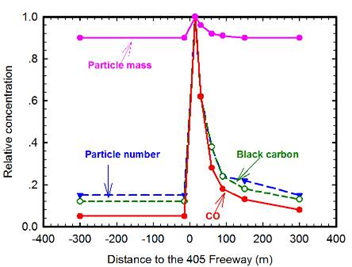 1.0
Particle mass
.8
.6
Relative concentration
.4
Particle number
Black carbon
.2
CO
0.0
-400 -300 -200 -100 0 100 200 300 400
Distance to the 405 Freeway (m)